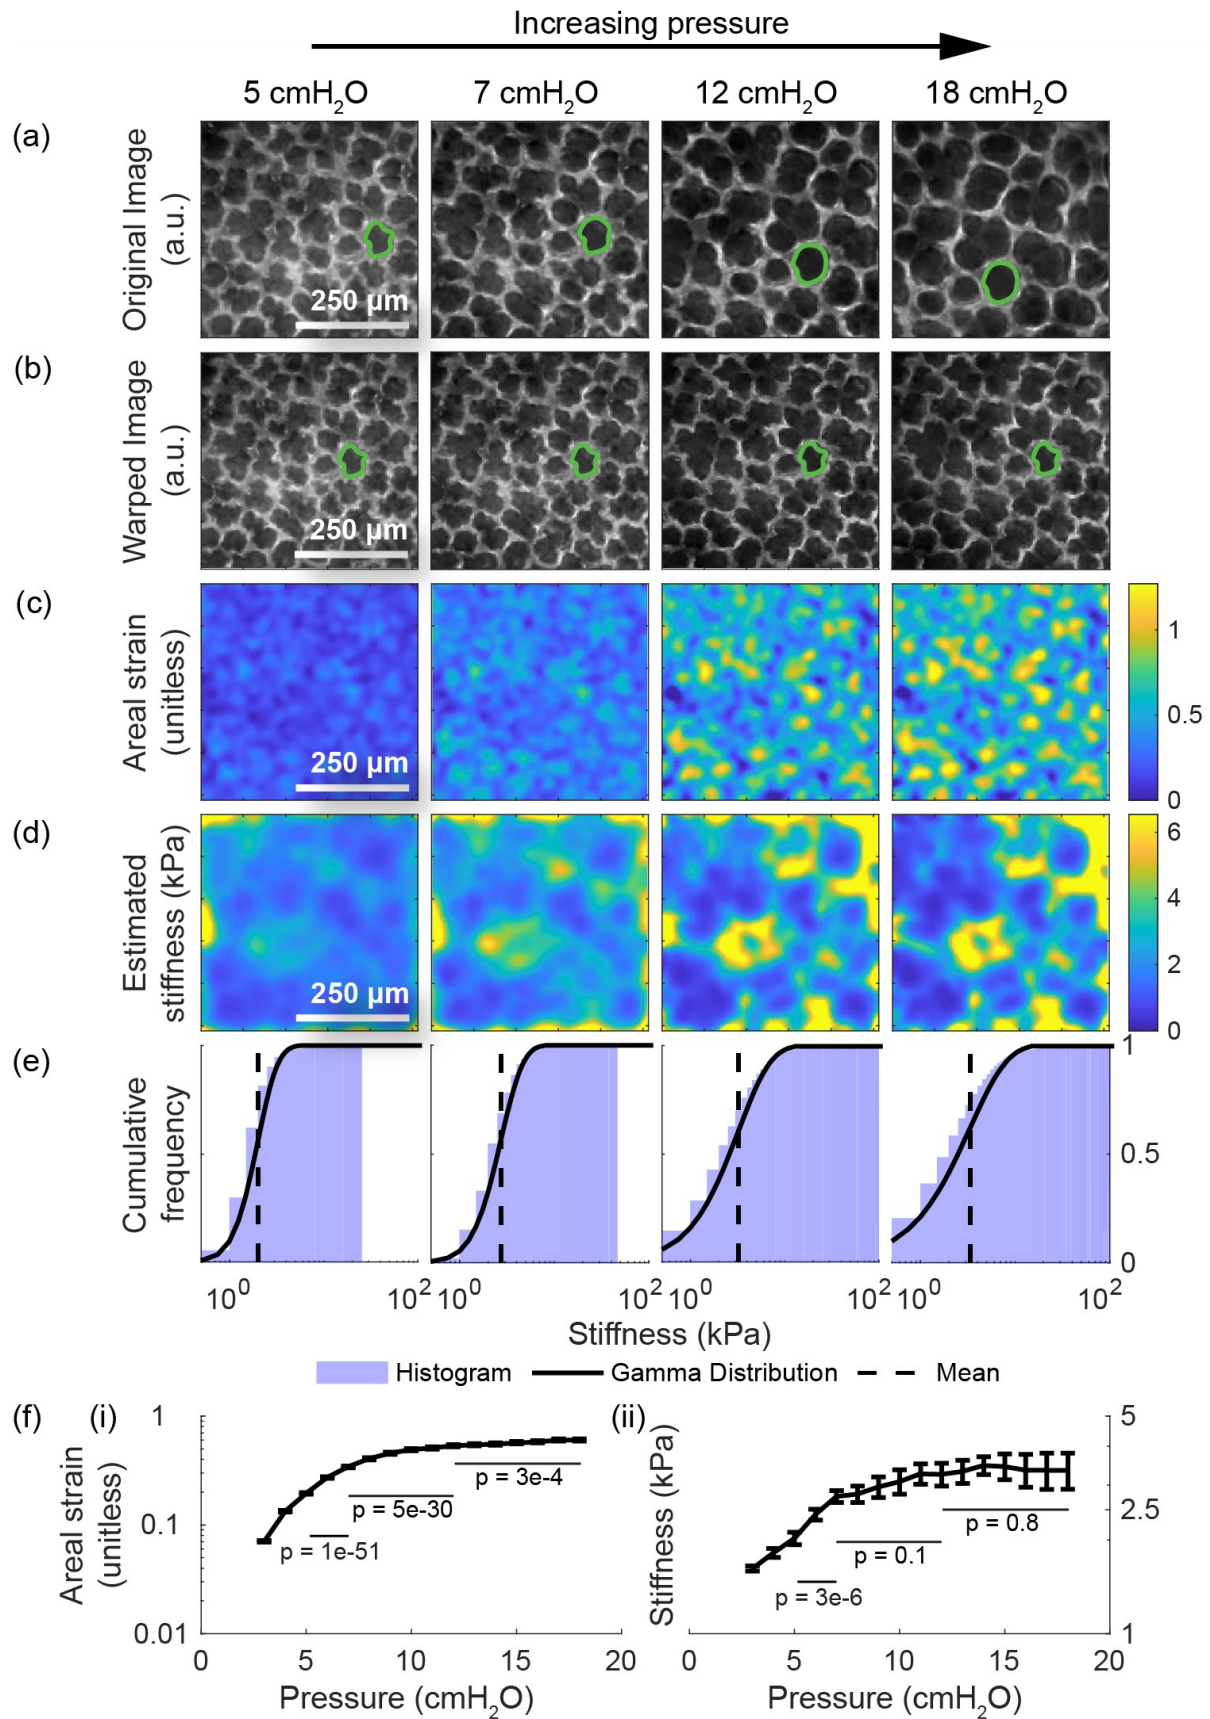 Increasing pressure
5 cmH2O 7 cmH2O 12 cmH2O 18 cmH2O
(a)
Original Image
(a.u.)
250 µm
(b)
Warped Image
(a.u.)
250 µm
(c)
Areal strain
(unitless)
250 µm
1
0.5
0
(d)
Estimated
stiffness (kPa)
250 µm
6
4
2
0
(e)
Cumulative
frequency
1
0.5
0
10^0 10^2 10^0 10^2 10^0 10^2 10^0 10^2
Stiffness (kPa)
Histogram Gamma Distribution Mean
(f) (i)
Areal strain
(unitless)
1
0.1
0.01
p = 3e-4
p = 5e-30
p = 1e-51
0 5 10 15 20
Pressure (cmH2O)
(ii)
Stiffness (kPa)
5
2.5
1
p = 0.8
p = 0.1
p = 3e-6
0 5 10 15 20
Pressure (cmH2O)